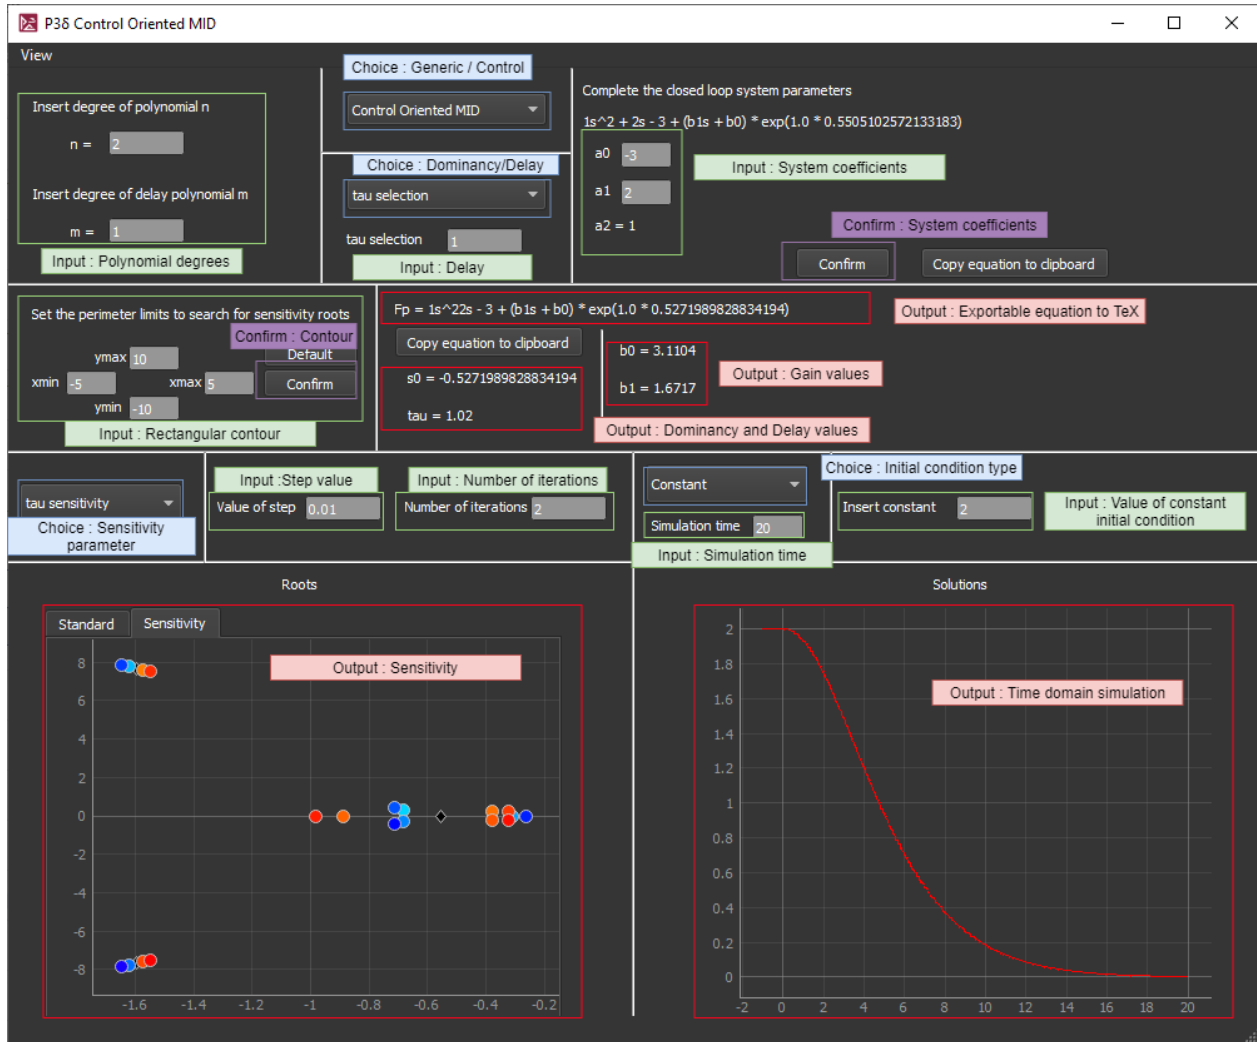 P3δ Control Oriented MID
View
Choice : Generic / Control
Control Oriented MID
Insert degree of polynomial n
n = 2
Insert degree of delay polynomial m
m = 1
Input : Polynomial degrees
Choice : Dominancy/Delay
tau selection
tau selection 1
Input : Delay
Complete the closed loop system parameters
1s^2 + 2s - 3 + (b1s + b0) * exp(1.0 * 0.5505102572133183)
a0 -3
a1 2
a2 = 1
Input : System coefficients
Confirm : System coefficients
Confirm
Copy equation to clipboard
Set the perimeter limits to search for sensitivity roots
Confirm : Contour
Default
ymax 10
xmin -5
xmax 5
Confirm
ymin -10
Input : Rectangular contour
Fp = 1s^22s - 3 + (b1s + b0) * exp(1.0 * 0.5271989828834194)
Output : Exportable equation to TeX
Copy equation to clipboard
s0 = -0.5271989828834194
tau = 1.02
b0 = 3.1104
b1 = 1.6717
Output : Gain values
Output : Dominancy and Delay values
tau sensitivity
Choice : Sensitivity
parameter
Input :Step value
Value of step 0.01
Input : Number of iterations
Number of iterations 2
Constant
Simulation time 20
Input : Simulation time
Choice : Initial condition type
Insert constant 2
Input : Value of constant
initial condition
Roots
Standard
Sensitivity
Output : Sensitivity
8
6
4
2
0
-2
-4
-6
-8
-1.6 -1.4 -1.2 -1 -0.8 -0.6 -0.4 -0.2
Solutions
Output : Time domain simulation
2
1.8
1.6
1.4
1.2
1
0.8
0.6
0.4
0.2
0
-2 0 2 4 6 8 10 12 14 16 18 20